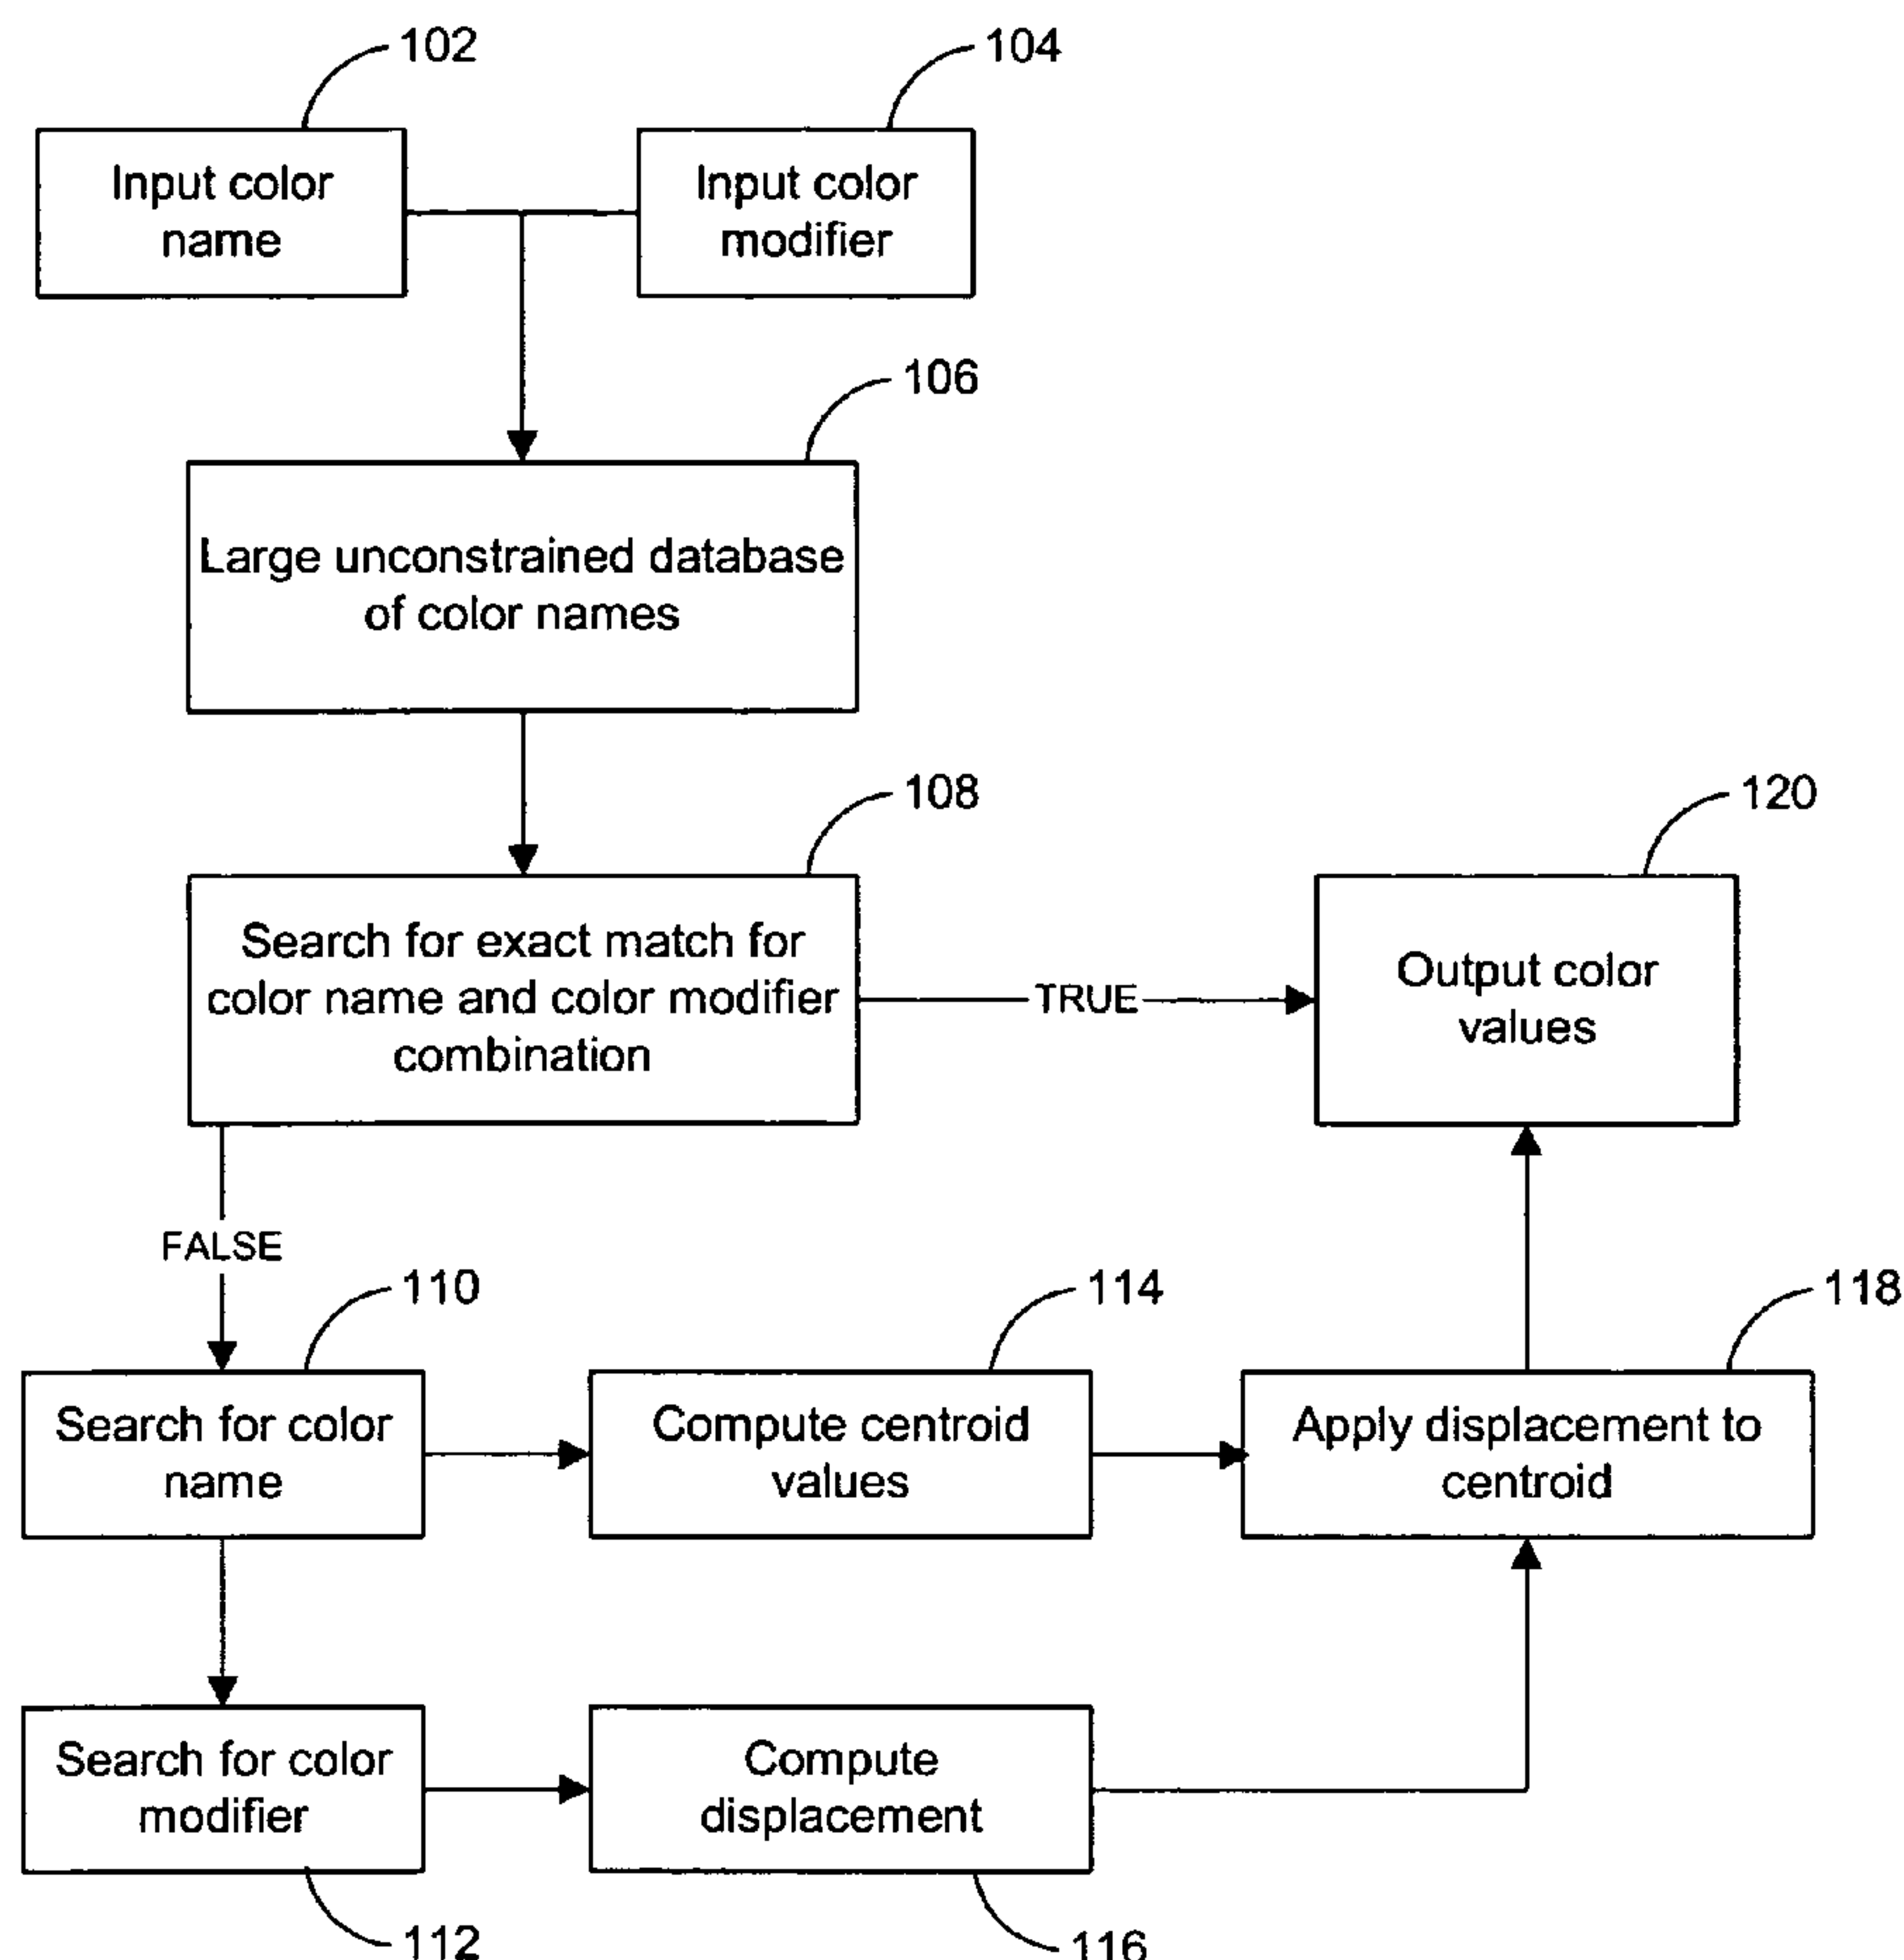 102
104
Input color
name
Input color
modifier
106
Large unconstrained database
of color names
108
120
Search for exact match for
color name and color modifier
combination
TRUE
Output color
values
FALSE
110
114
118
Search for color
name
Compute centroid
values
Apply displacement to
centroid
Search for color
modifier
Compute
displacement
112
116